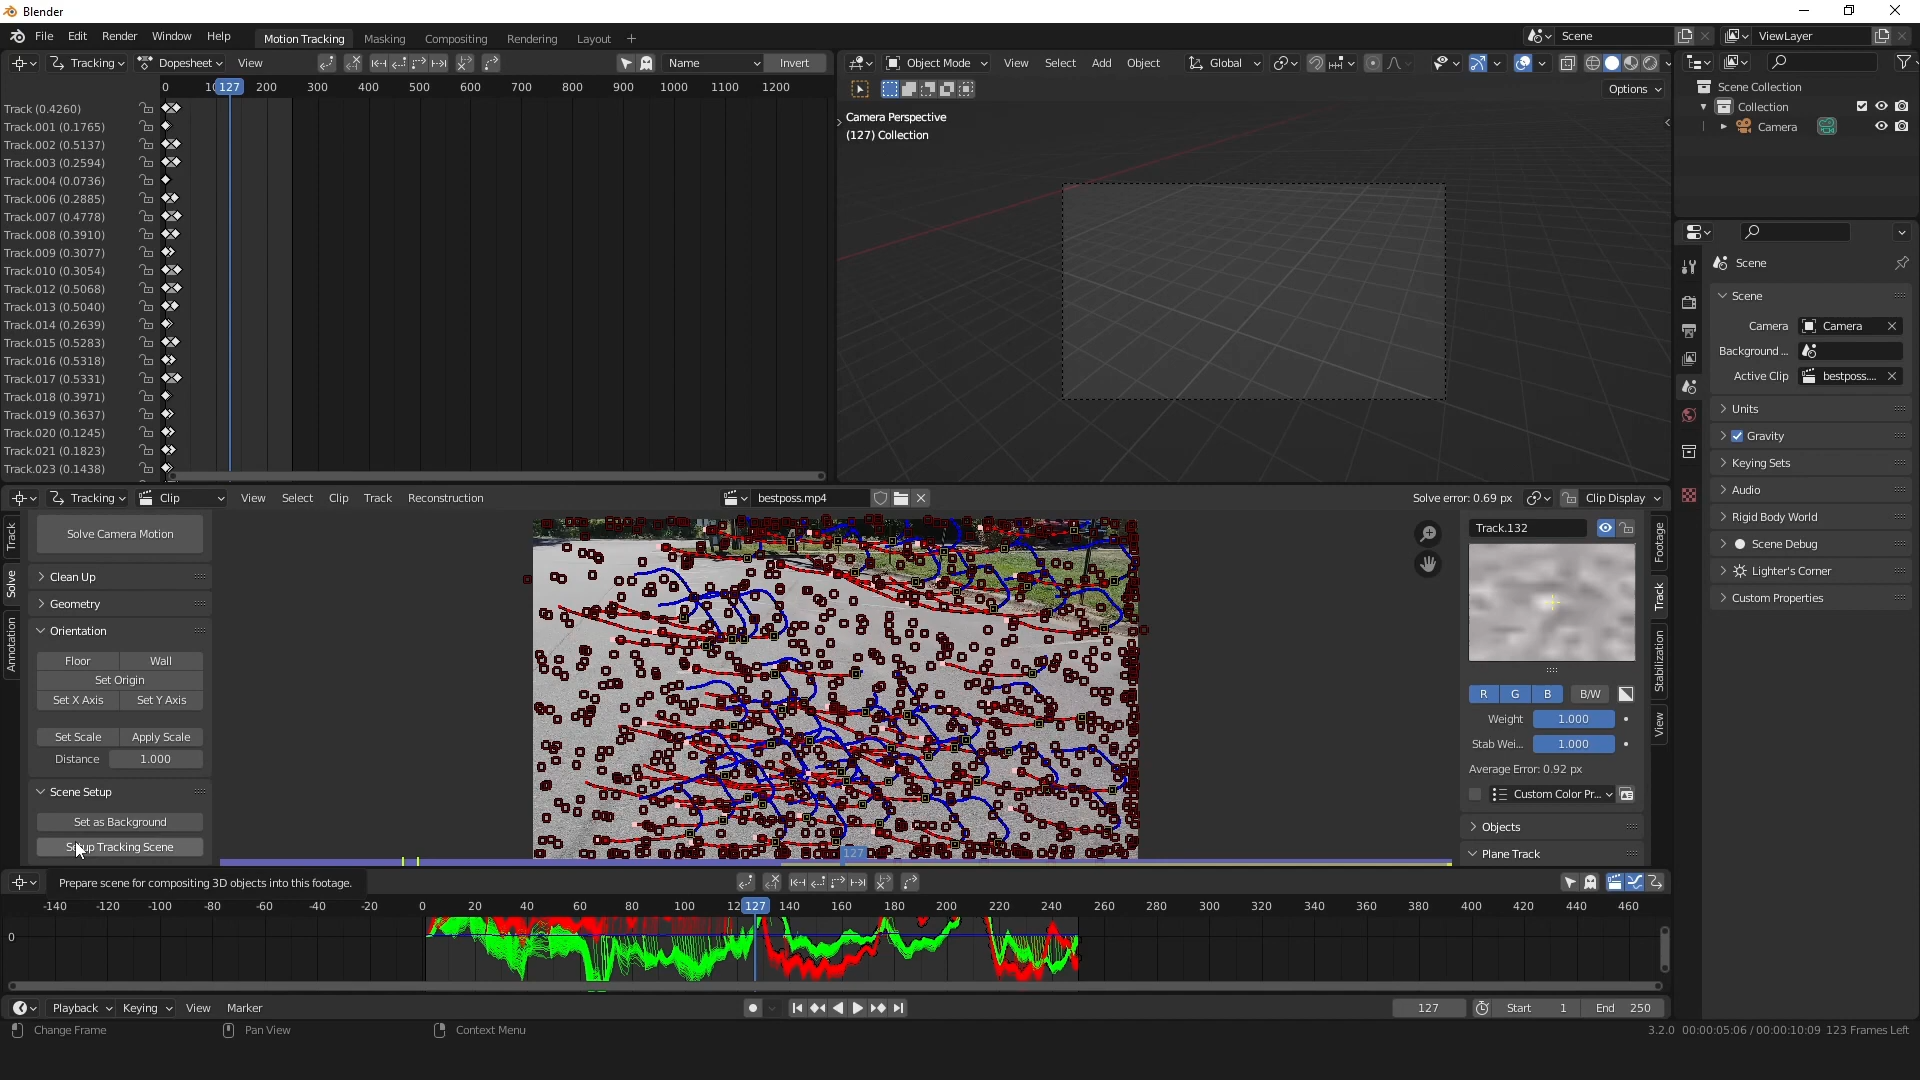 Blender
File Edit Render Window Help Motion Tracking Masking Compositing Rendering Layout + Scene ViewLayer
Tracking Dopesheet View Name Invert
0 127 200 300 400 500 600 700 800 900 1000 1100 1200
Track (0.4260)
Track.001 (0.1765)
Track.002 (0.5137)
Track.003 (0.2594)
Track.004 (0.0736)
Track.006 (0.2885)
Track.007 (0.4778)
Track.008 (0.3910)
Track.009 (0.3077)
Track.010 (0.3054)
Track.012 (0.5068)
Track.013 (0.5040)
Track.014 (0.2639)
Track.015 (0.5283)
Track.016 (0.5318)
Track.017 (0.5331)
Track.018 (0.3971)
Track.019 (0.3637)
Track.020 (0.1245)
Track.021 (0.1823)
Track.023 (0.1438)
Object Mode View Select Add Object Global
Options
Camera Perspective
(127) Collection
Scene Collection
Collection
Camera
Scene
Scene
Camera Camera
Background ...
Active Clip bestposs....
Units
Gravity
Keying Sets
Audio
Rigid Body World
Scene Debug
Lighter's Corner
Custom Properties
Tracking Clip View Select Clip Track Reconstruction bestposs.mp4 Solve error: 0.69 px Clip Display
Track
Solve
Annotation
Solve Camera Motion
Clean Up
Geometry
Orientation
Floor Wall
Set Origin
Set X Axis Set Y Axis
Set Scale Apply Scale
Distance 1.000
Scene Setup
Set as Background
Setup Tracking Scene
Prepare scene for compositing 3D objects into this footage.
127
Track.132
R G B B/W
Weight 1.000
Stab Wei... 1.000
Average Error: 0.92 px
Custom Color Pr...
Objects
Plane Track
Footage
Track
Stabilization
View
-140 -120 -100 -80 -60 -40 -20 0 20 40 60 80 100 127 140 160 180 200 220 240 260 280 300 320 340 360 380 400 420 440 460
0
Playback Keying View Marker 127 Start 1 End 250
Change Frame Pan View Context Menu 3.2.0 00:00:05:06 / 00:00:10:09 123 Frames Left